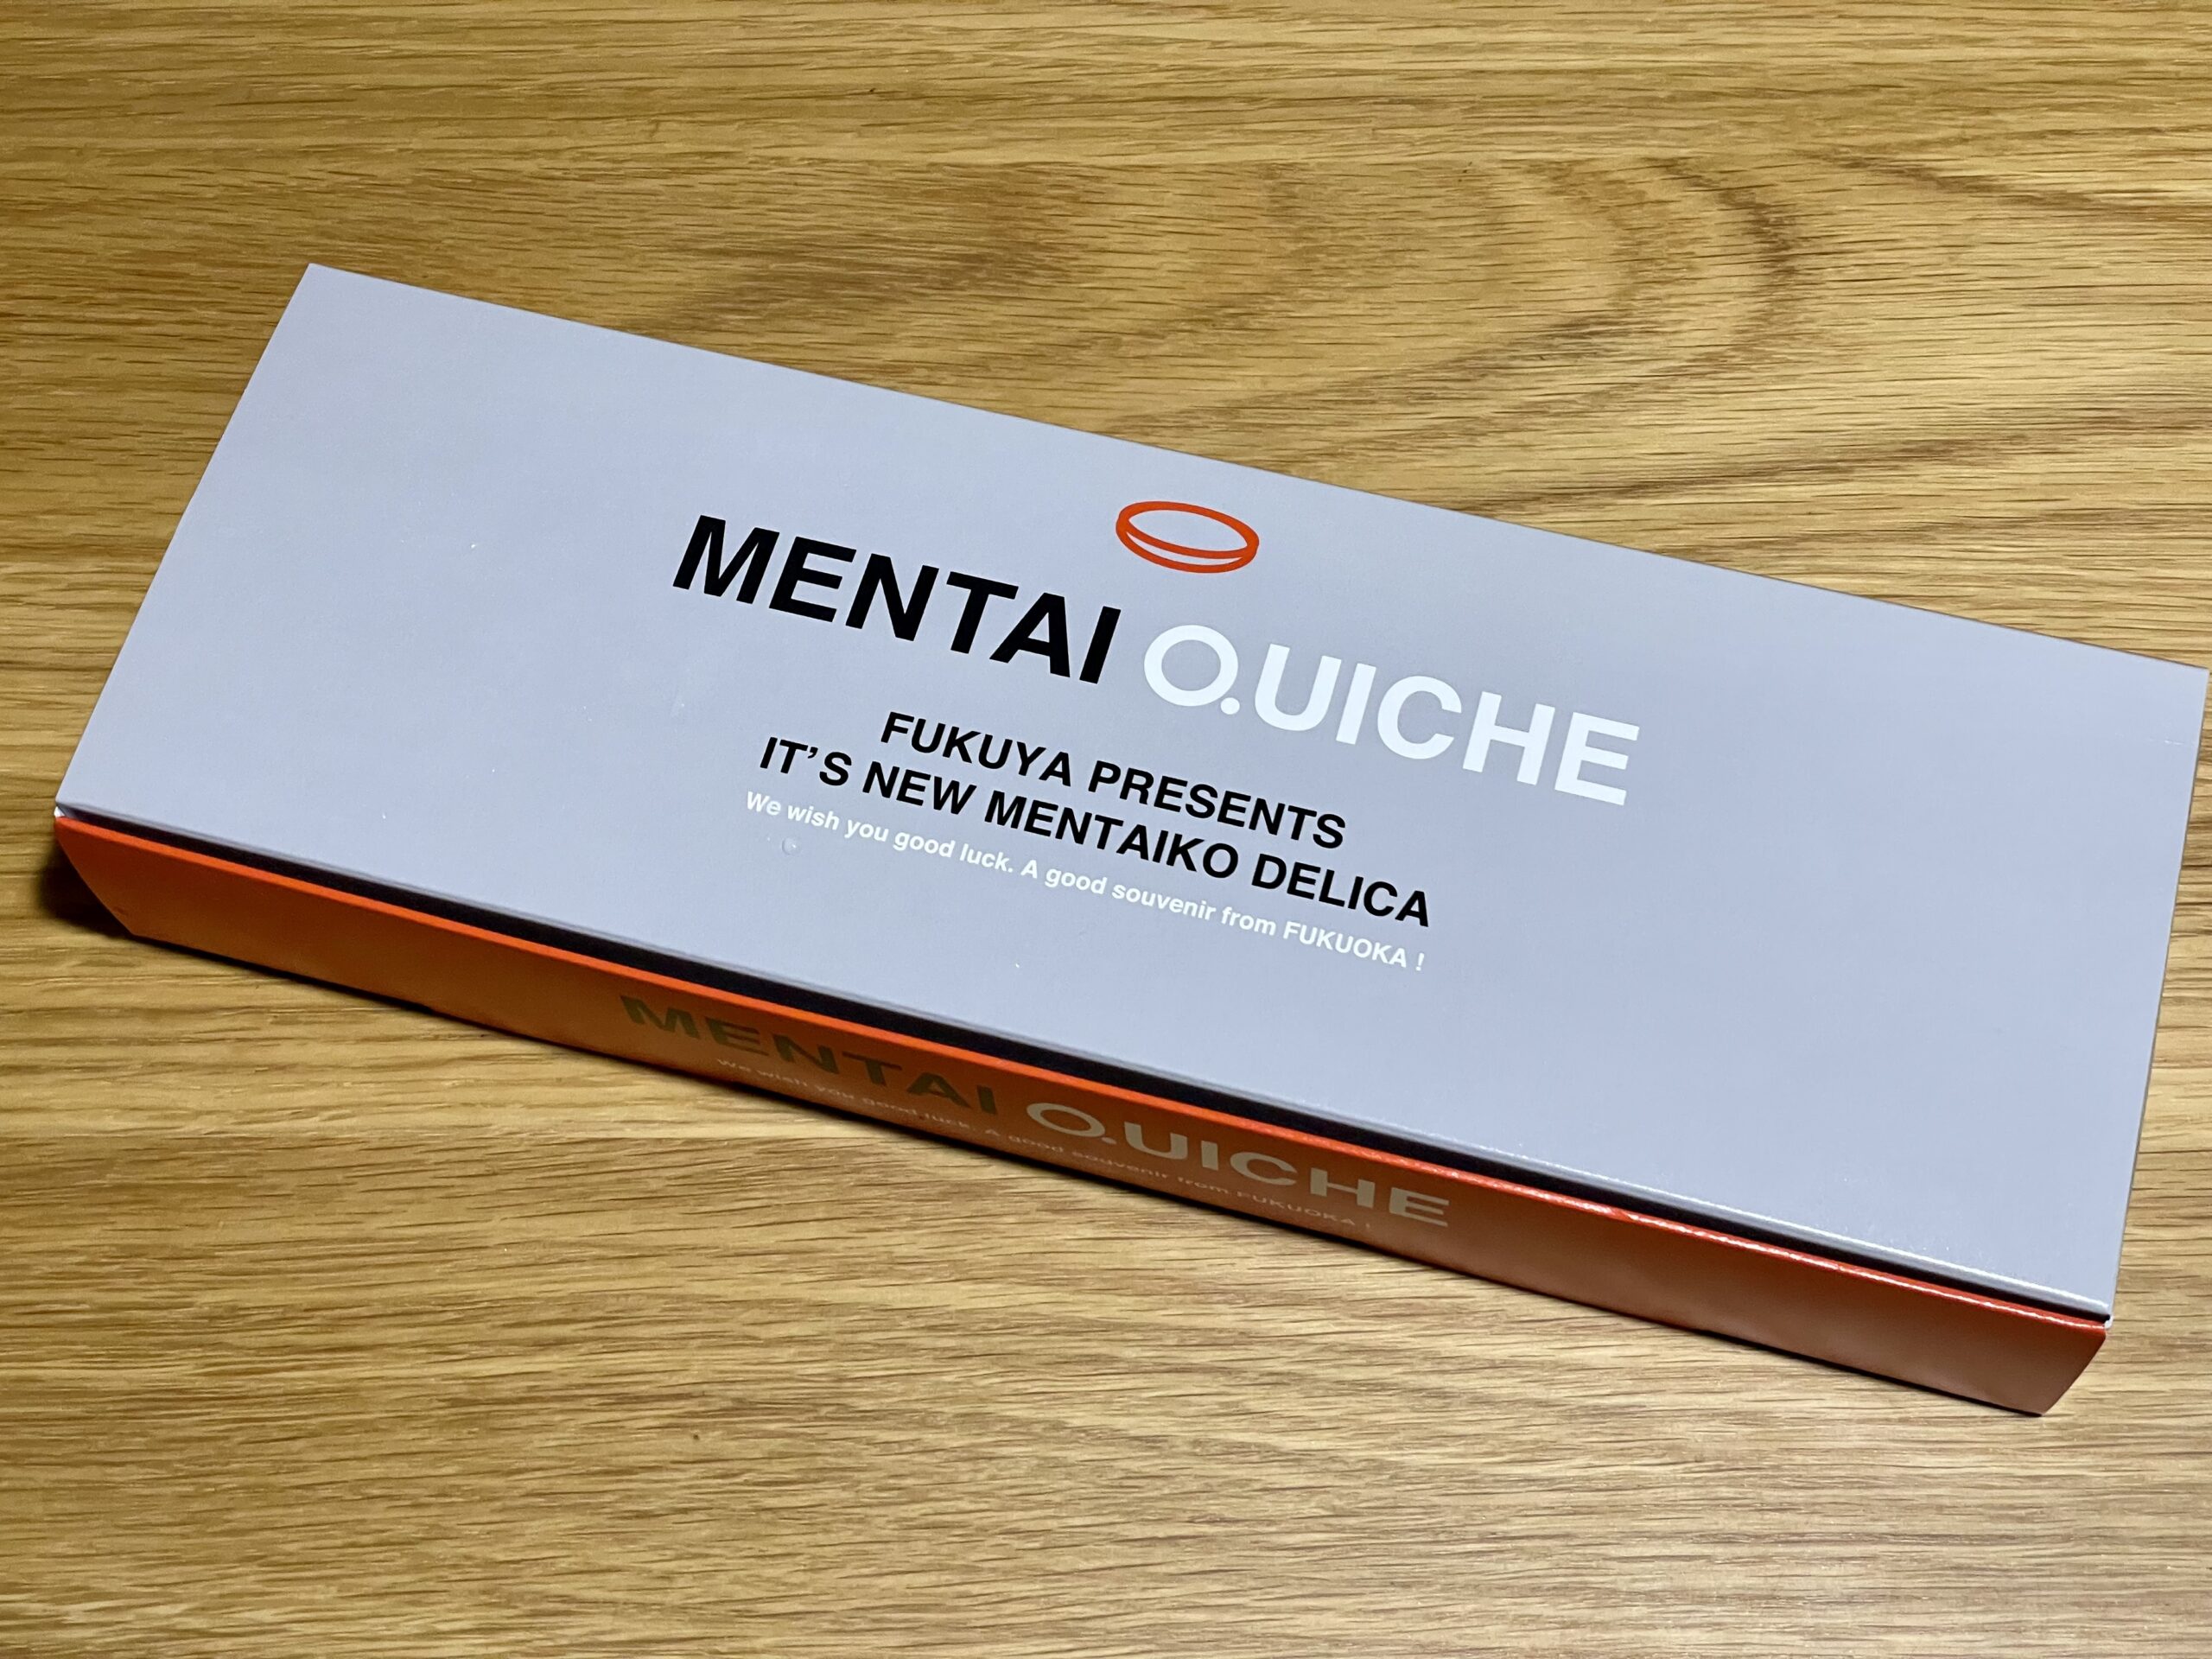 MENTAI QUICHE
FUKUYA PRESENTS
IT'S NEW MENTAIKO DELICA
We wish you good luck. A good souvenir from FUKUOKA !
MENTAI QUICHE
We wish you good luck. A good souvenir from FUKUOKA !